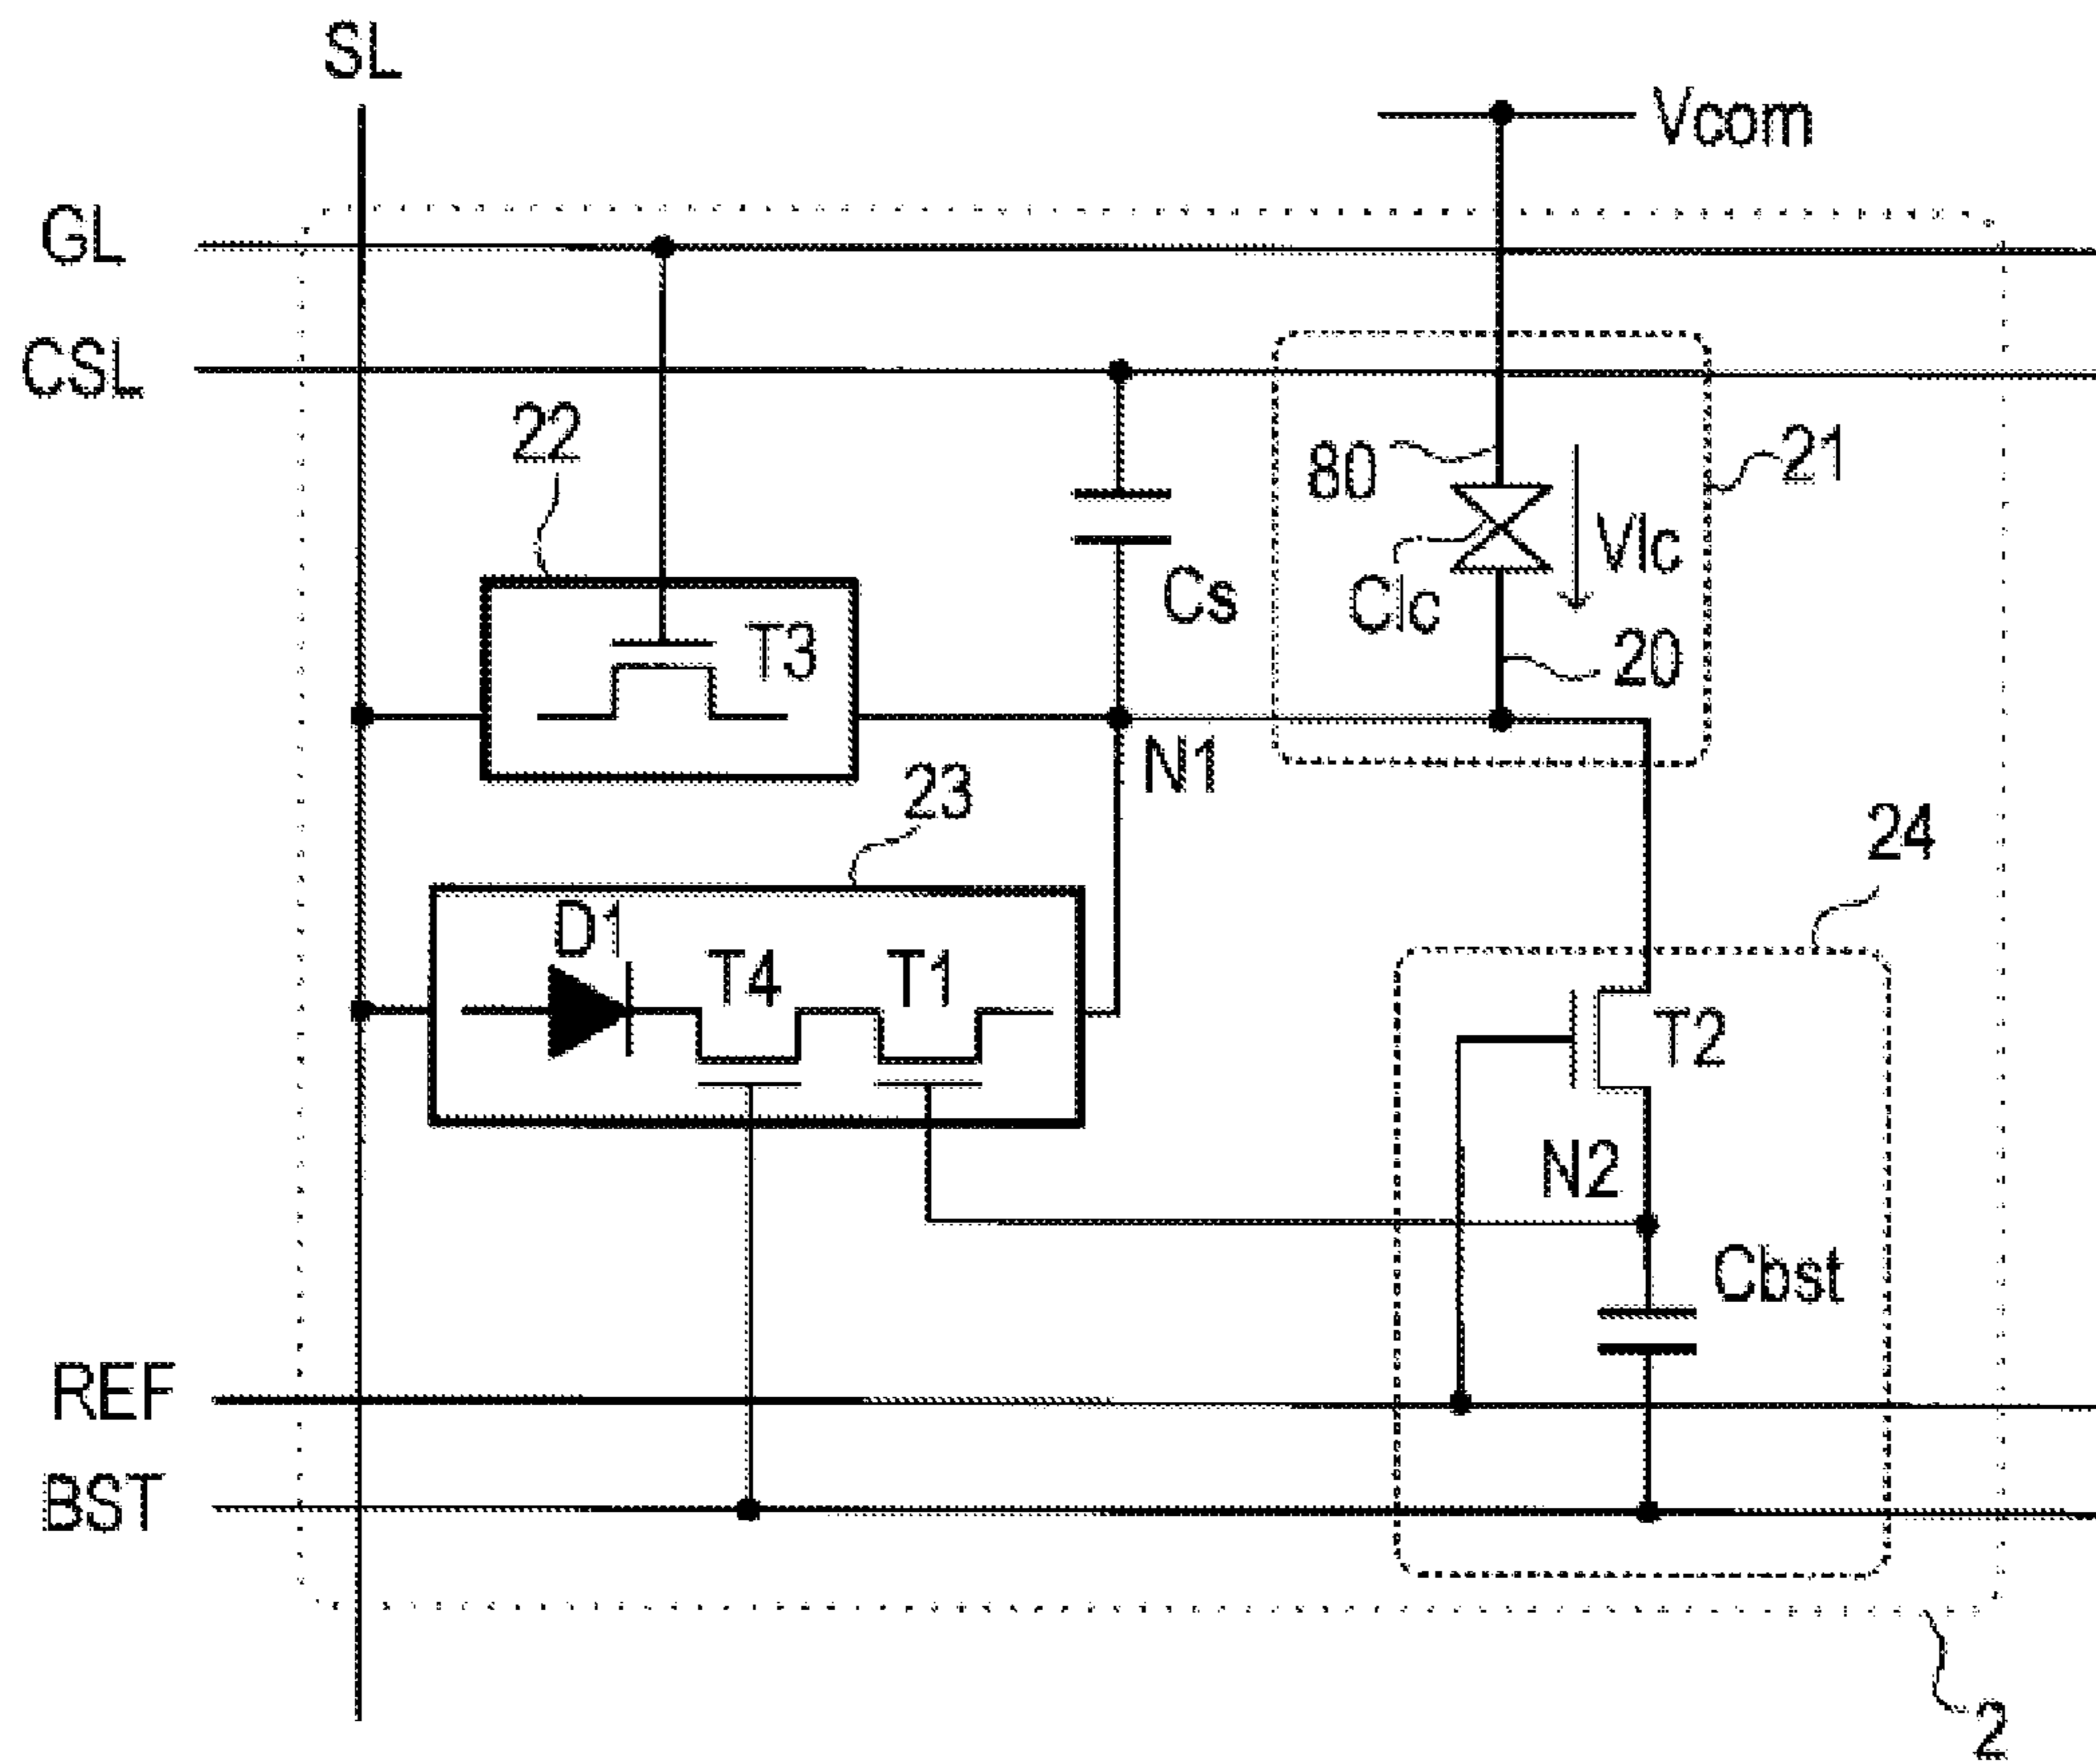 SL
Vcom
GL
CSL
22
80
21
Clc
Vlc
Cs
T3
20
N1
23
24
D1
T4
T1
T2
N2
Cbst
REF
BST
2